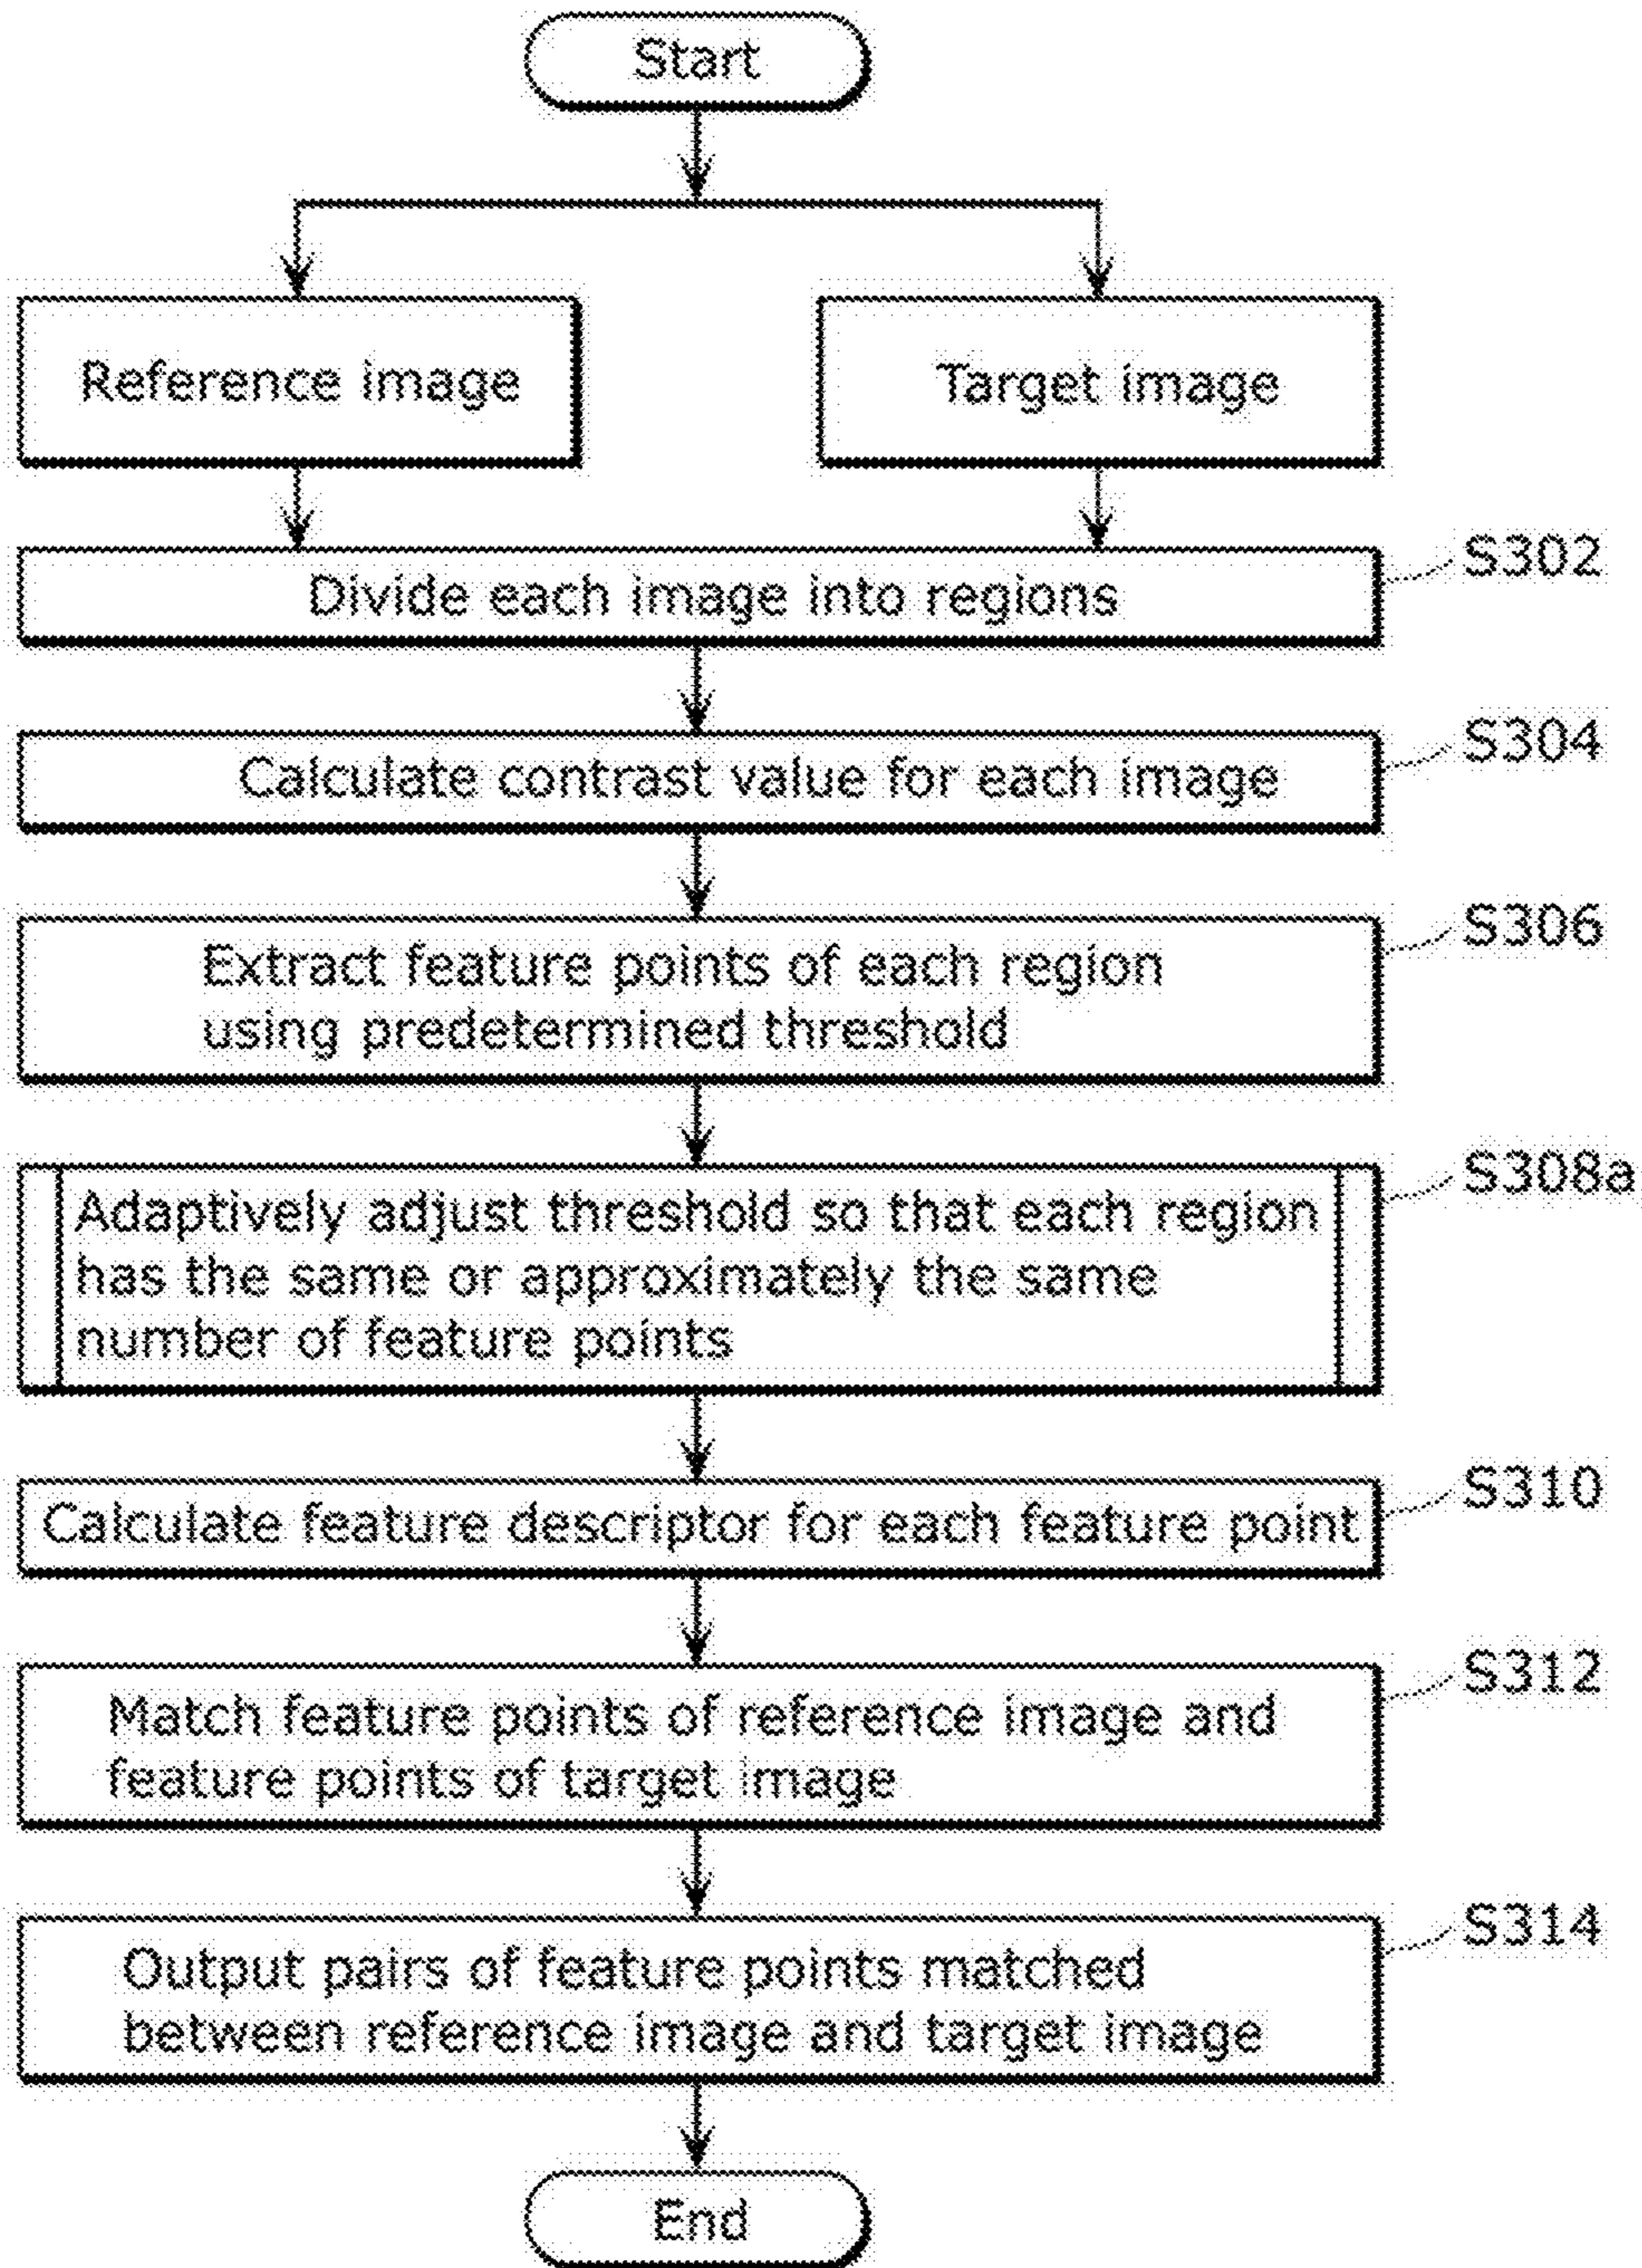 Start
Reference image
Target image
Divide each image into regions
S302
Calculate contrast value for each image
S304
Extract feature points of each region
using predetermined threshold
S306
Adaptively adjust threshold so that each region
has the same or approximately the same
number of feature points
S308a
Calculate feature descriptor for each feature point
S310
Match feature points of reference image and
feature points of target image
S312
Output pairs of feature points matched
between reference image and target image
S314
End